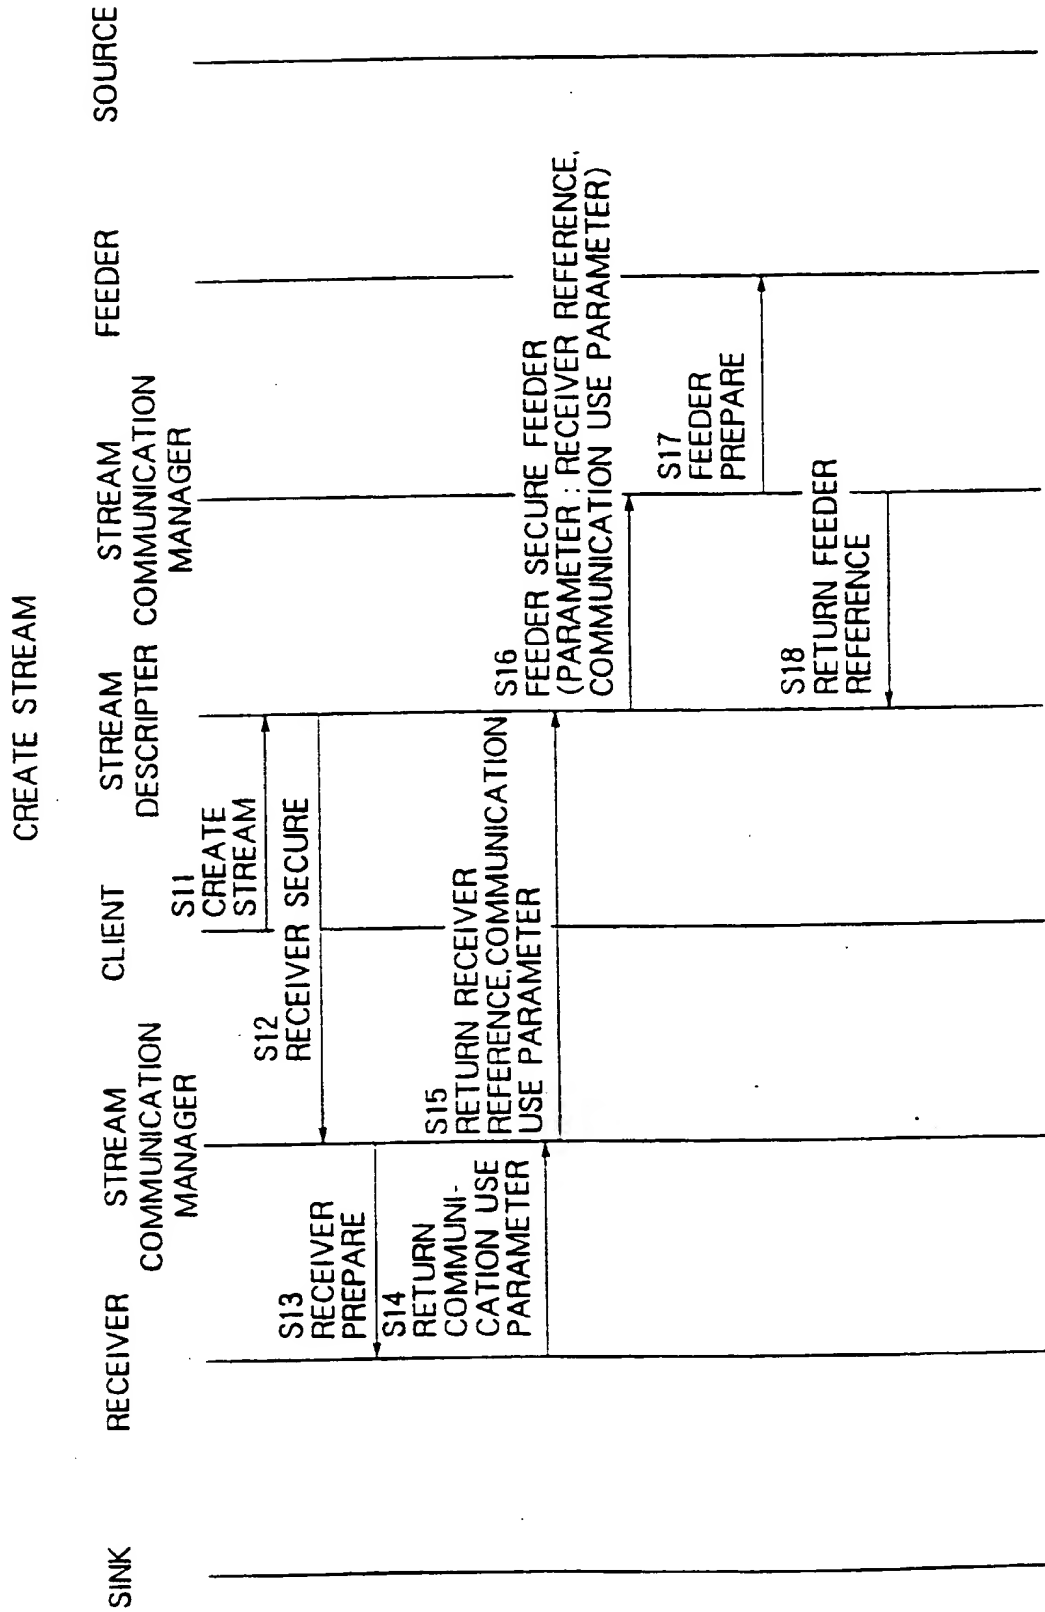 CREATE STREAM
SINK
RECEIVER
STREAM
COMMUNICATION
MANAGER
CLIENT
STREAM
DESCRIPTER
STREAM
COMMUNICATION
MANAGER
FEEDER
SOURCE
S11
CREATE
STREAM
S12
RECEIVER SECURE
S13
RECEIVER
PREPARE
S14
RETURN
COMMUNI-
CATION USE
PARAMETER
S15
RETURN RECEIVER
REFERENCE,COMMUNICATION
USE PARAMETER
S16
FEEDER SECURE FEEDER
(PARAMETER : RECEIVER REFERENCE,
COMMUNICATION USE PARAMETER)
S17
FEEDER
PREPARE
S18
RETURN FEEDER
REFERENCE